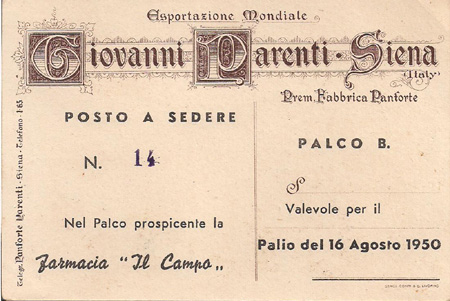 Esportazione Mondiale
Giovanni Parenti · Siena
(Italy)
Prem. Fabbrica Panforte
Telegr. Panforte Parenti - Siena - Telefono 1-65
POSTO A SEDERE
N. 14
Nel Palco prospicente la
Farmacia "Il Campo„
PALCO B.
S
Valevole per il
Palio del 16 Agosto 1950